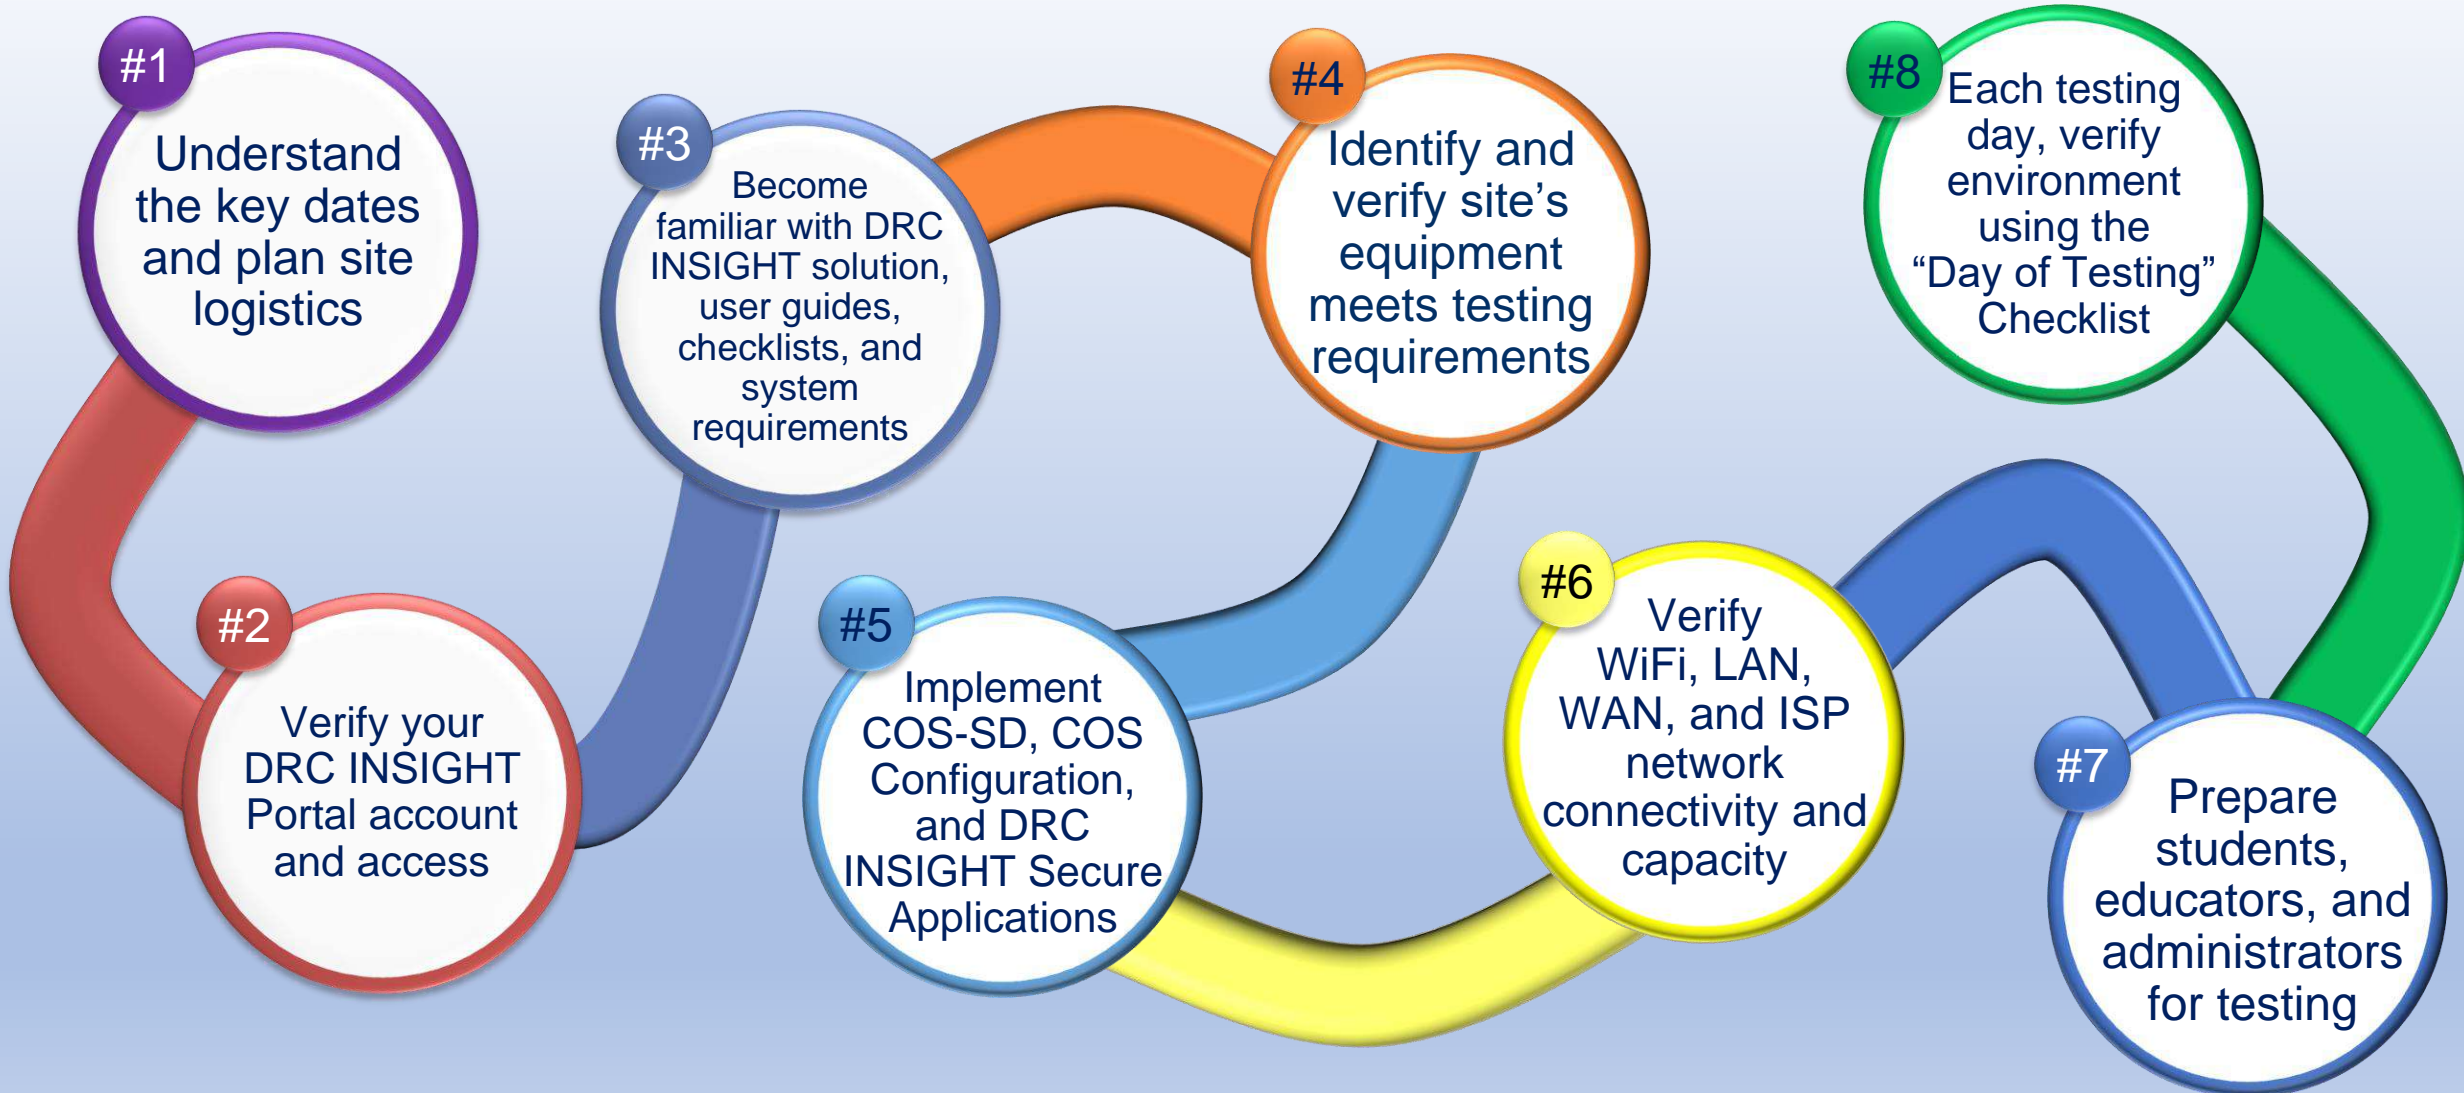 #1
Understand
the key dates
and plan site
logistics
#2
Verify your
DRC INSIGHT
Portal account
and access
#3
Become
familiar with DRC
INSIGHT solution,
user guides,
checklists, and
system
requirements
#4
Identify and
verify site’s
equipment
meets testing
requirements
#5
Implement
COS-SD, COS
Configuration,
and DRC
INSIGHT Secure
Applications
#6
Verify
WiFi, LAN,
WAN, and ISP
network
connectivity and
capacity
#7
Prepare
students,
educators, and
administrators
for testing
#8
Each testing
day, verify
environment
using the
“Day of Testing”
Checklist